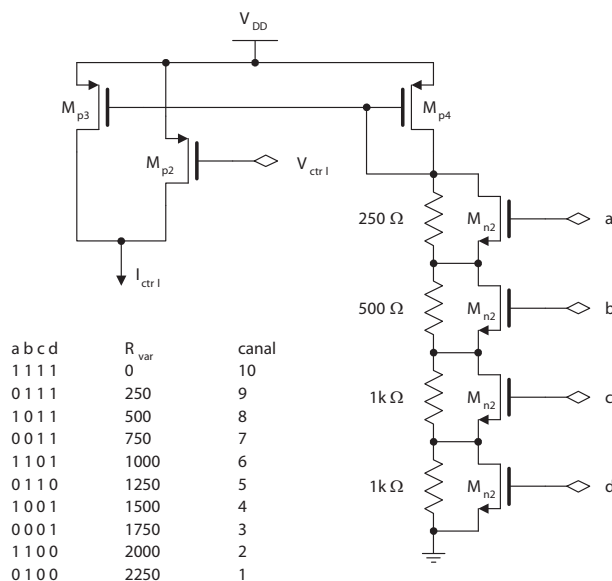 V DD
M p3
M p4
M p2
V ctr l
250 Ω
M n2
a
I ctr l
500 Ω
M n2
b
a b c d R var canal
1 1 1 1 0 10
0 1 1 1 250 9
1 0 1 1 500 8
0 0 1 1 750 7
1 1 0 1 1000 6
0 1 1 0 1250 5
1 0 0 1 1500 4
0 0 0 1 1750 3
1 1 0 0 2000 2
0 1 0 0 2250 1
1k Ω
M n2
c
1k Ω
M n2
d